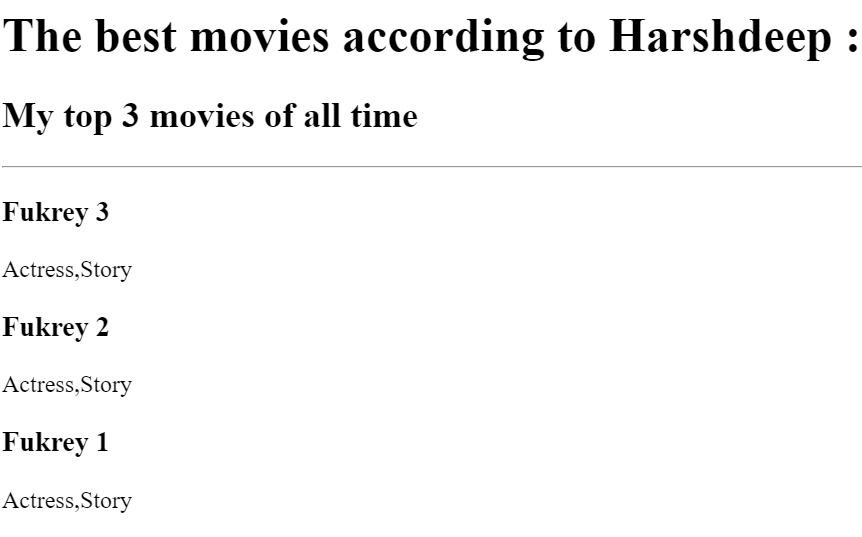 The best movies according to Harshdeep :
My top 3 movies of all time
Fukrey 3
Actress,Story
Fukrey 2
Actress,Story
Fukrey 1
Actress,Story